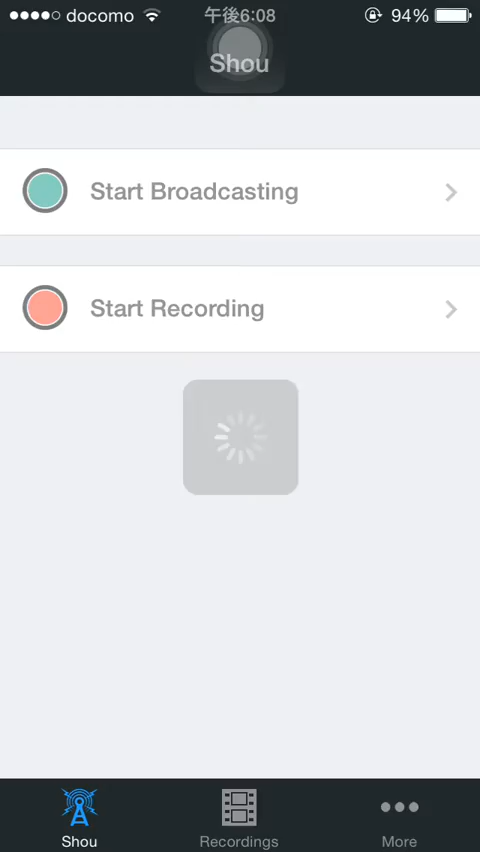 docomo 午後6:08 94%
Shou
Start Broadcasting
Start Recording
Shou Recordings More